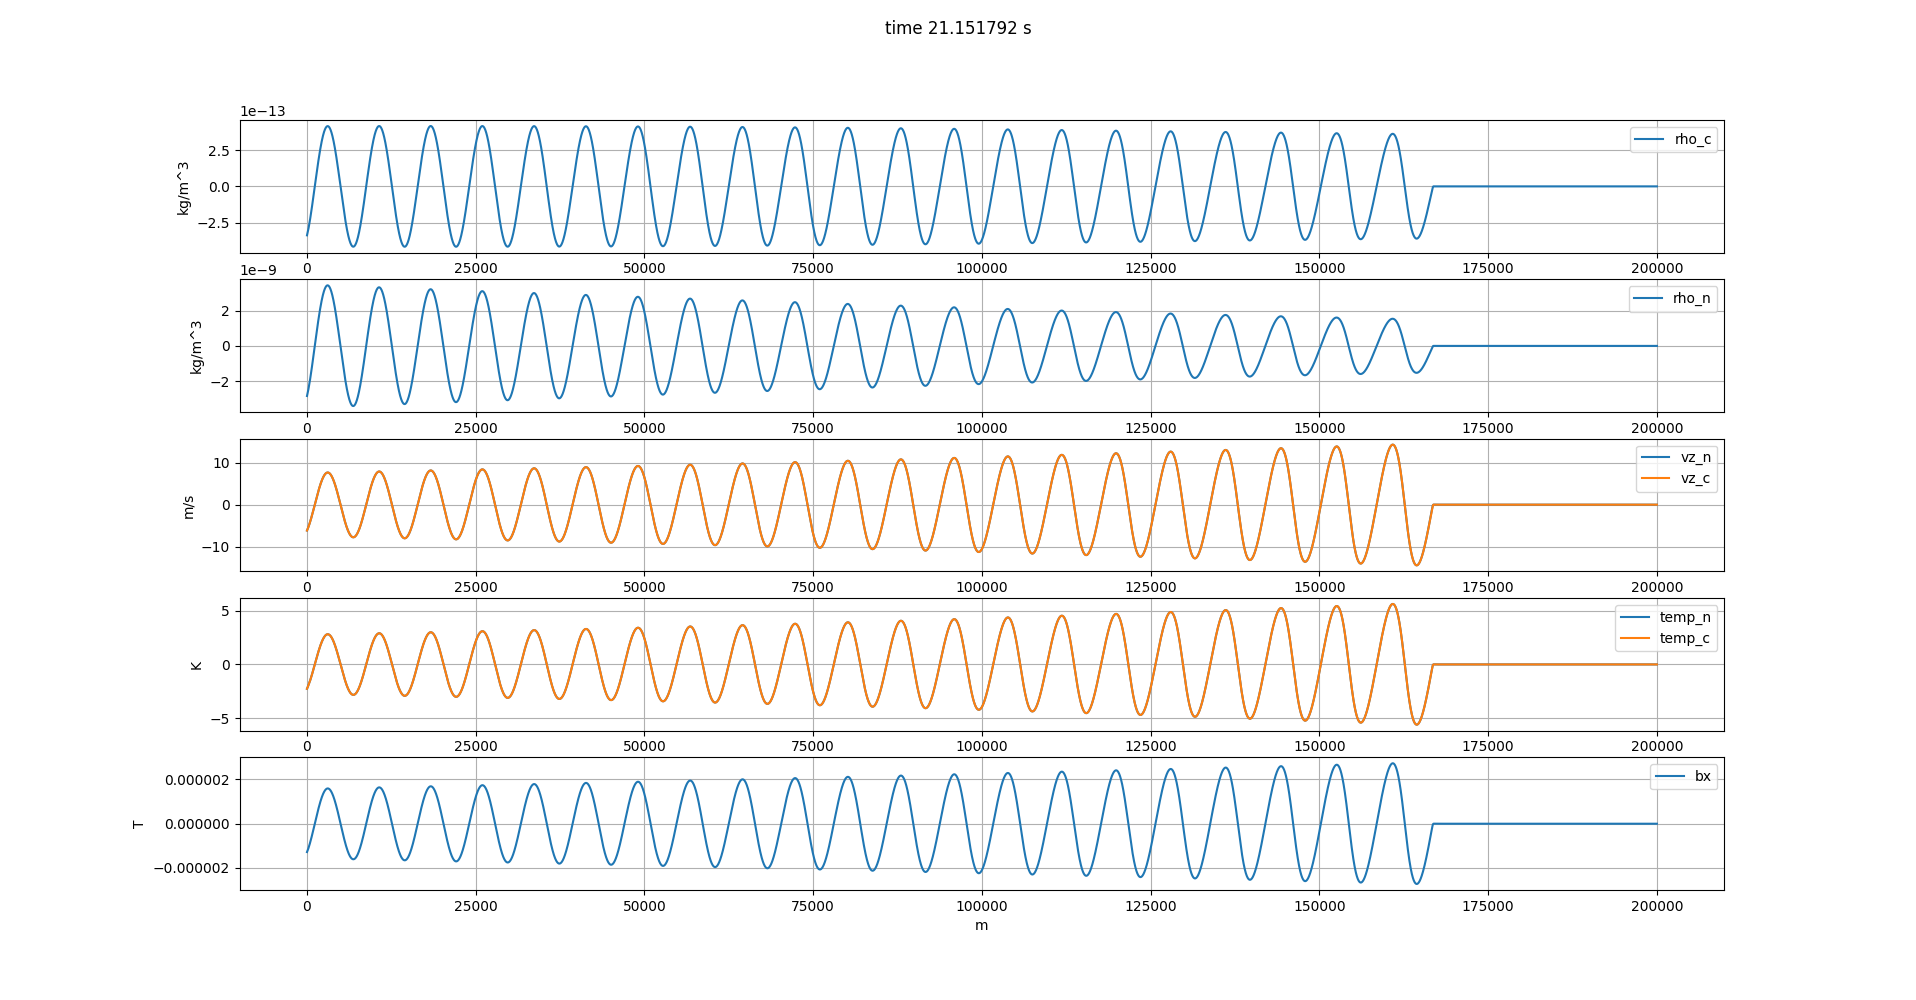 time 21.151792 s
1e−13
kg/m^3
2.5
0.0
−2.5
rho_c
0 25000 50000 75000 100000 125000 150000 175000 200000
1e−9
kg/m^3
2
0
−2
rho_n
0 25000 50000 75000 100000 125000 150000 175000 200000
m/s
10
0
−10
vz_n
vz_c
0 25000 50000 75000 100000 125000 150000 175000 200000
K
5
0
−5
temp_n
temp_c
0 25000 50000 75000 100000 125000 150000 175000 200000
T
0.000002
0.000000
−0.000002
bx
0 25000 50000 75000 100000 125000 150000 175000 200000
m